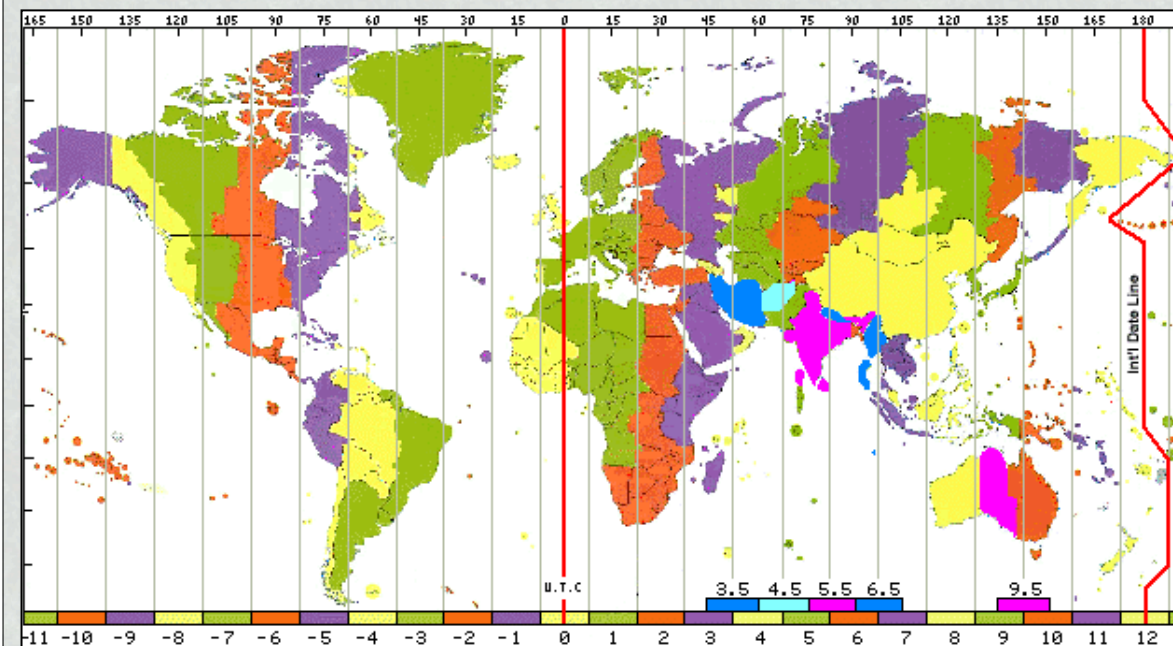 165 150 135 120 105 90 75 60 45 30 15 0 15 30 45 60 75 90 105 120 135 150 165 180
Int'l Date Line
U.T.C
3.5 4.5 5.5 6.5 9.5
-11 -10 -9 -8 -7 -6 -5 -4 -3 -2 -1 0 1 2 3 4 5 6 7 8 9 10 11 12